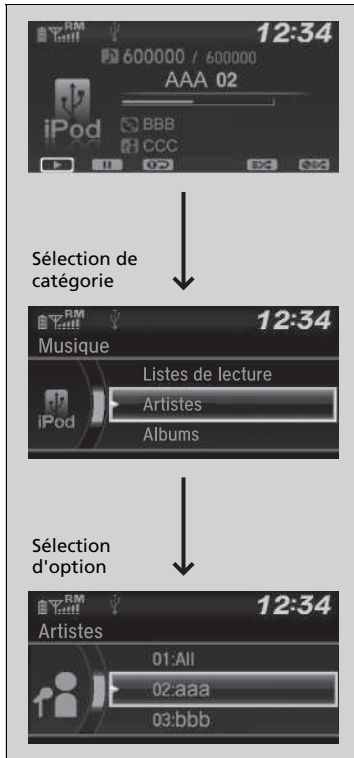 RM 12:34
600000 / 600000
AAA 02
iPod
BBB
CCC
Sélection de
catégorie
RM 12:34
Musique
Listes de lecture
iPod
Artistes
Albums
Sélection
d'option
RM 12:34
Artistes
01:All
02:aaa
03:bbb